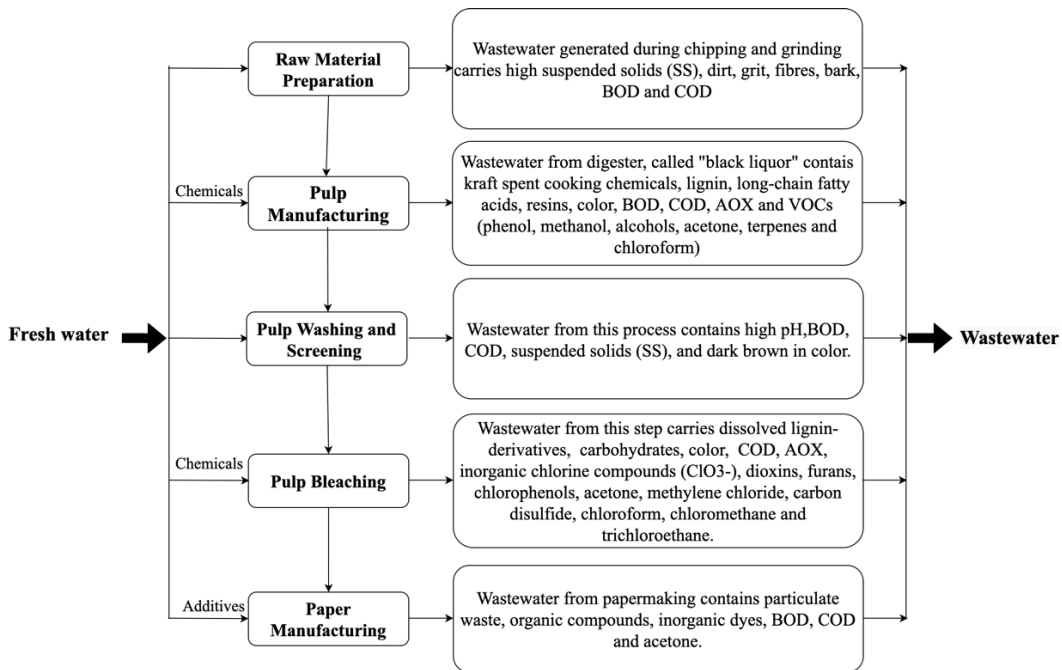 Raw Material
Preparation
Wastewater generated during chipping and grinding
carries high suspended solids (SS), dirt, grit, fibres, bark,
BOD and COD
Chemicals
Pulp
Manufacturing
Wastewater from digester, called "black liquor" contais
kraft spent cooking chemicals, lignin, long-chain fatty
acids, resins, color, BOD, COD, AOX and VOCs
(phenol, methanol, alcohols, acetone, terpenes and
chloroform)
Fresh water
Pulp Washing and
Screening
Wastewater from this process contains high pH,BOD,
COD, suspended solids (SS), and dark brown in color.
Wastewater
Chemicals
Pulp Bleaching
Wastewater from this step carries dissolved lignin-
derivatives, carbohydrates, color, COD, AOX,
inorganic chlorine compounds (ClO3-), dioxins, furans,
chlorophenols, acetone, methylene chloride, carbon
disulfide, chloroform, chloromethane and
trichloroethane.
Additives
Paper
Manufacturing
Wastewater from papermaking contains particulate
waste, organic compounds, inorganic dyes, BOD, COD
and acetone.